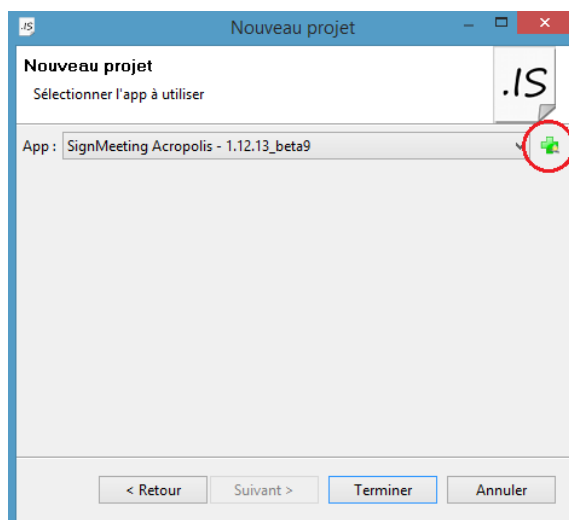 .IS
Nouveau projet
Nouveau projet
Sélectionner l'app à utiliser
.IS
App : SignMeeting Acropolis - 1.12.13_beta9
< Retour Suivant > Terminer Annuler